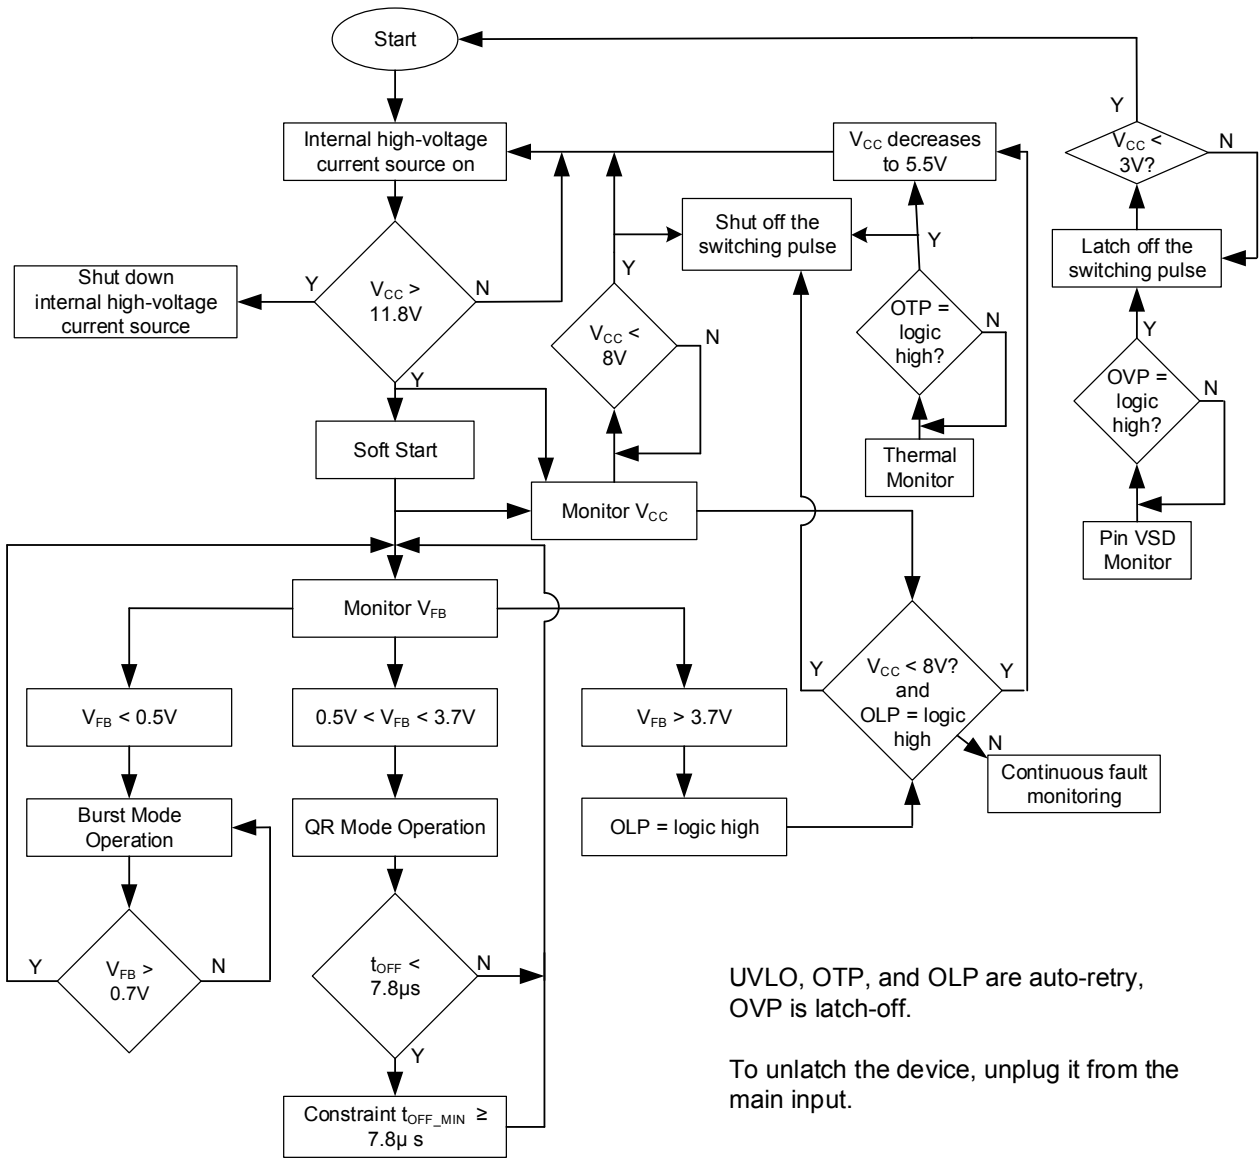 Start
Internal high-voltage
current source on
VCC >
11.8V
Y
N
Y
Shut down
internal high-voltage
current source
Soft Start
Monitor VCC
VCC <
8V
Y
N
Shut off the
switching pulse
VCC decreases
to 5.5V
Y
OTP =
logic
high?
N
Thermal
Monitor
Y
VCC <
3V?
N
Latch off the
switching pulse
Y
OVP =
logic
high?
N
Pin VSD
Monitor
Monitor VFB
VFB < 0.5V
0.5V < VFB < 3.7V
VFB > 3.7V
Burst Mode
Operation
QR Mode Operation
OLP = logic high
Y
VCC < 8V?
and
OLP = logic
high
Y
N
Continuous fault
monitoring
Y
VFB >
0.7V
N
tOFF <
7.8µs
N
Y
Constraint tOFF_MIN ≥
7.8µ s
UVLO, OTP, and OLP are auto-retry,
OVP is latch-off.
To unlatch the device, unplug it from the
main input.